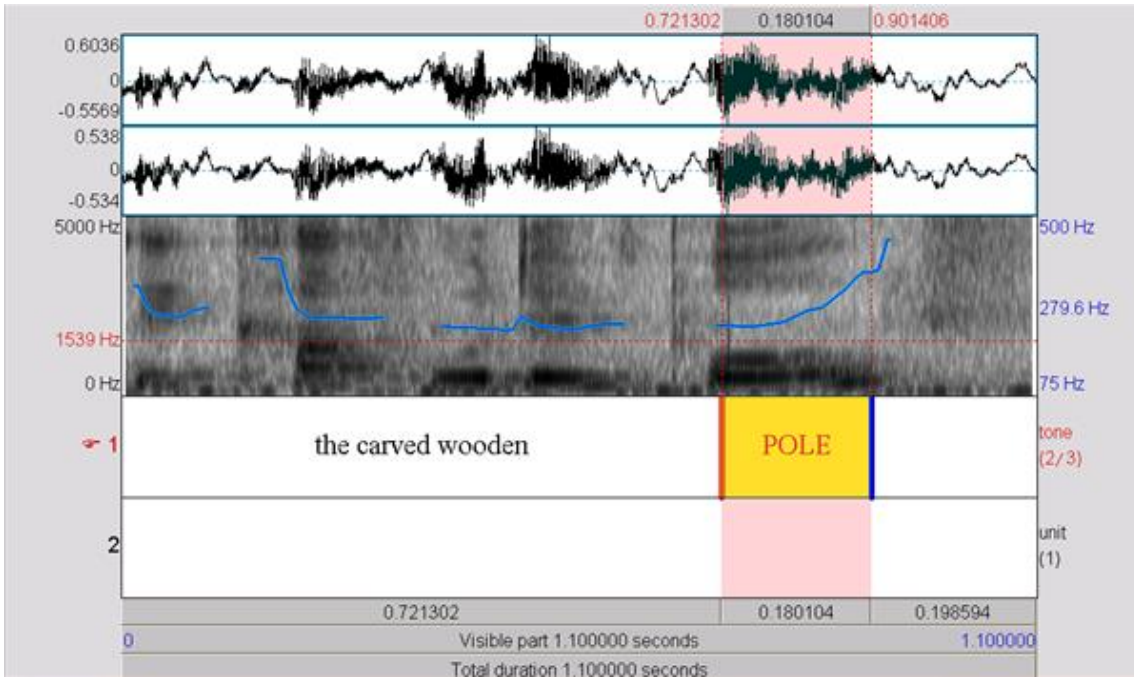 0.721302 0.180104 0.901406
0.6036
0
-0.5569
0.538
0
-0.534
5000 Hz 500 Hz
279.6 Hz
1539 Hz
0 Hz 75 Hz
☞ 1 the carved wooden POLE tone
(2/3)
2 unit
(1)
0.721302 0.180104 0.198594
0 Visible part 1.100000 seconds 1.100000
Total duration 1.100000 seconds